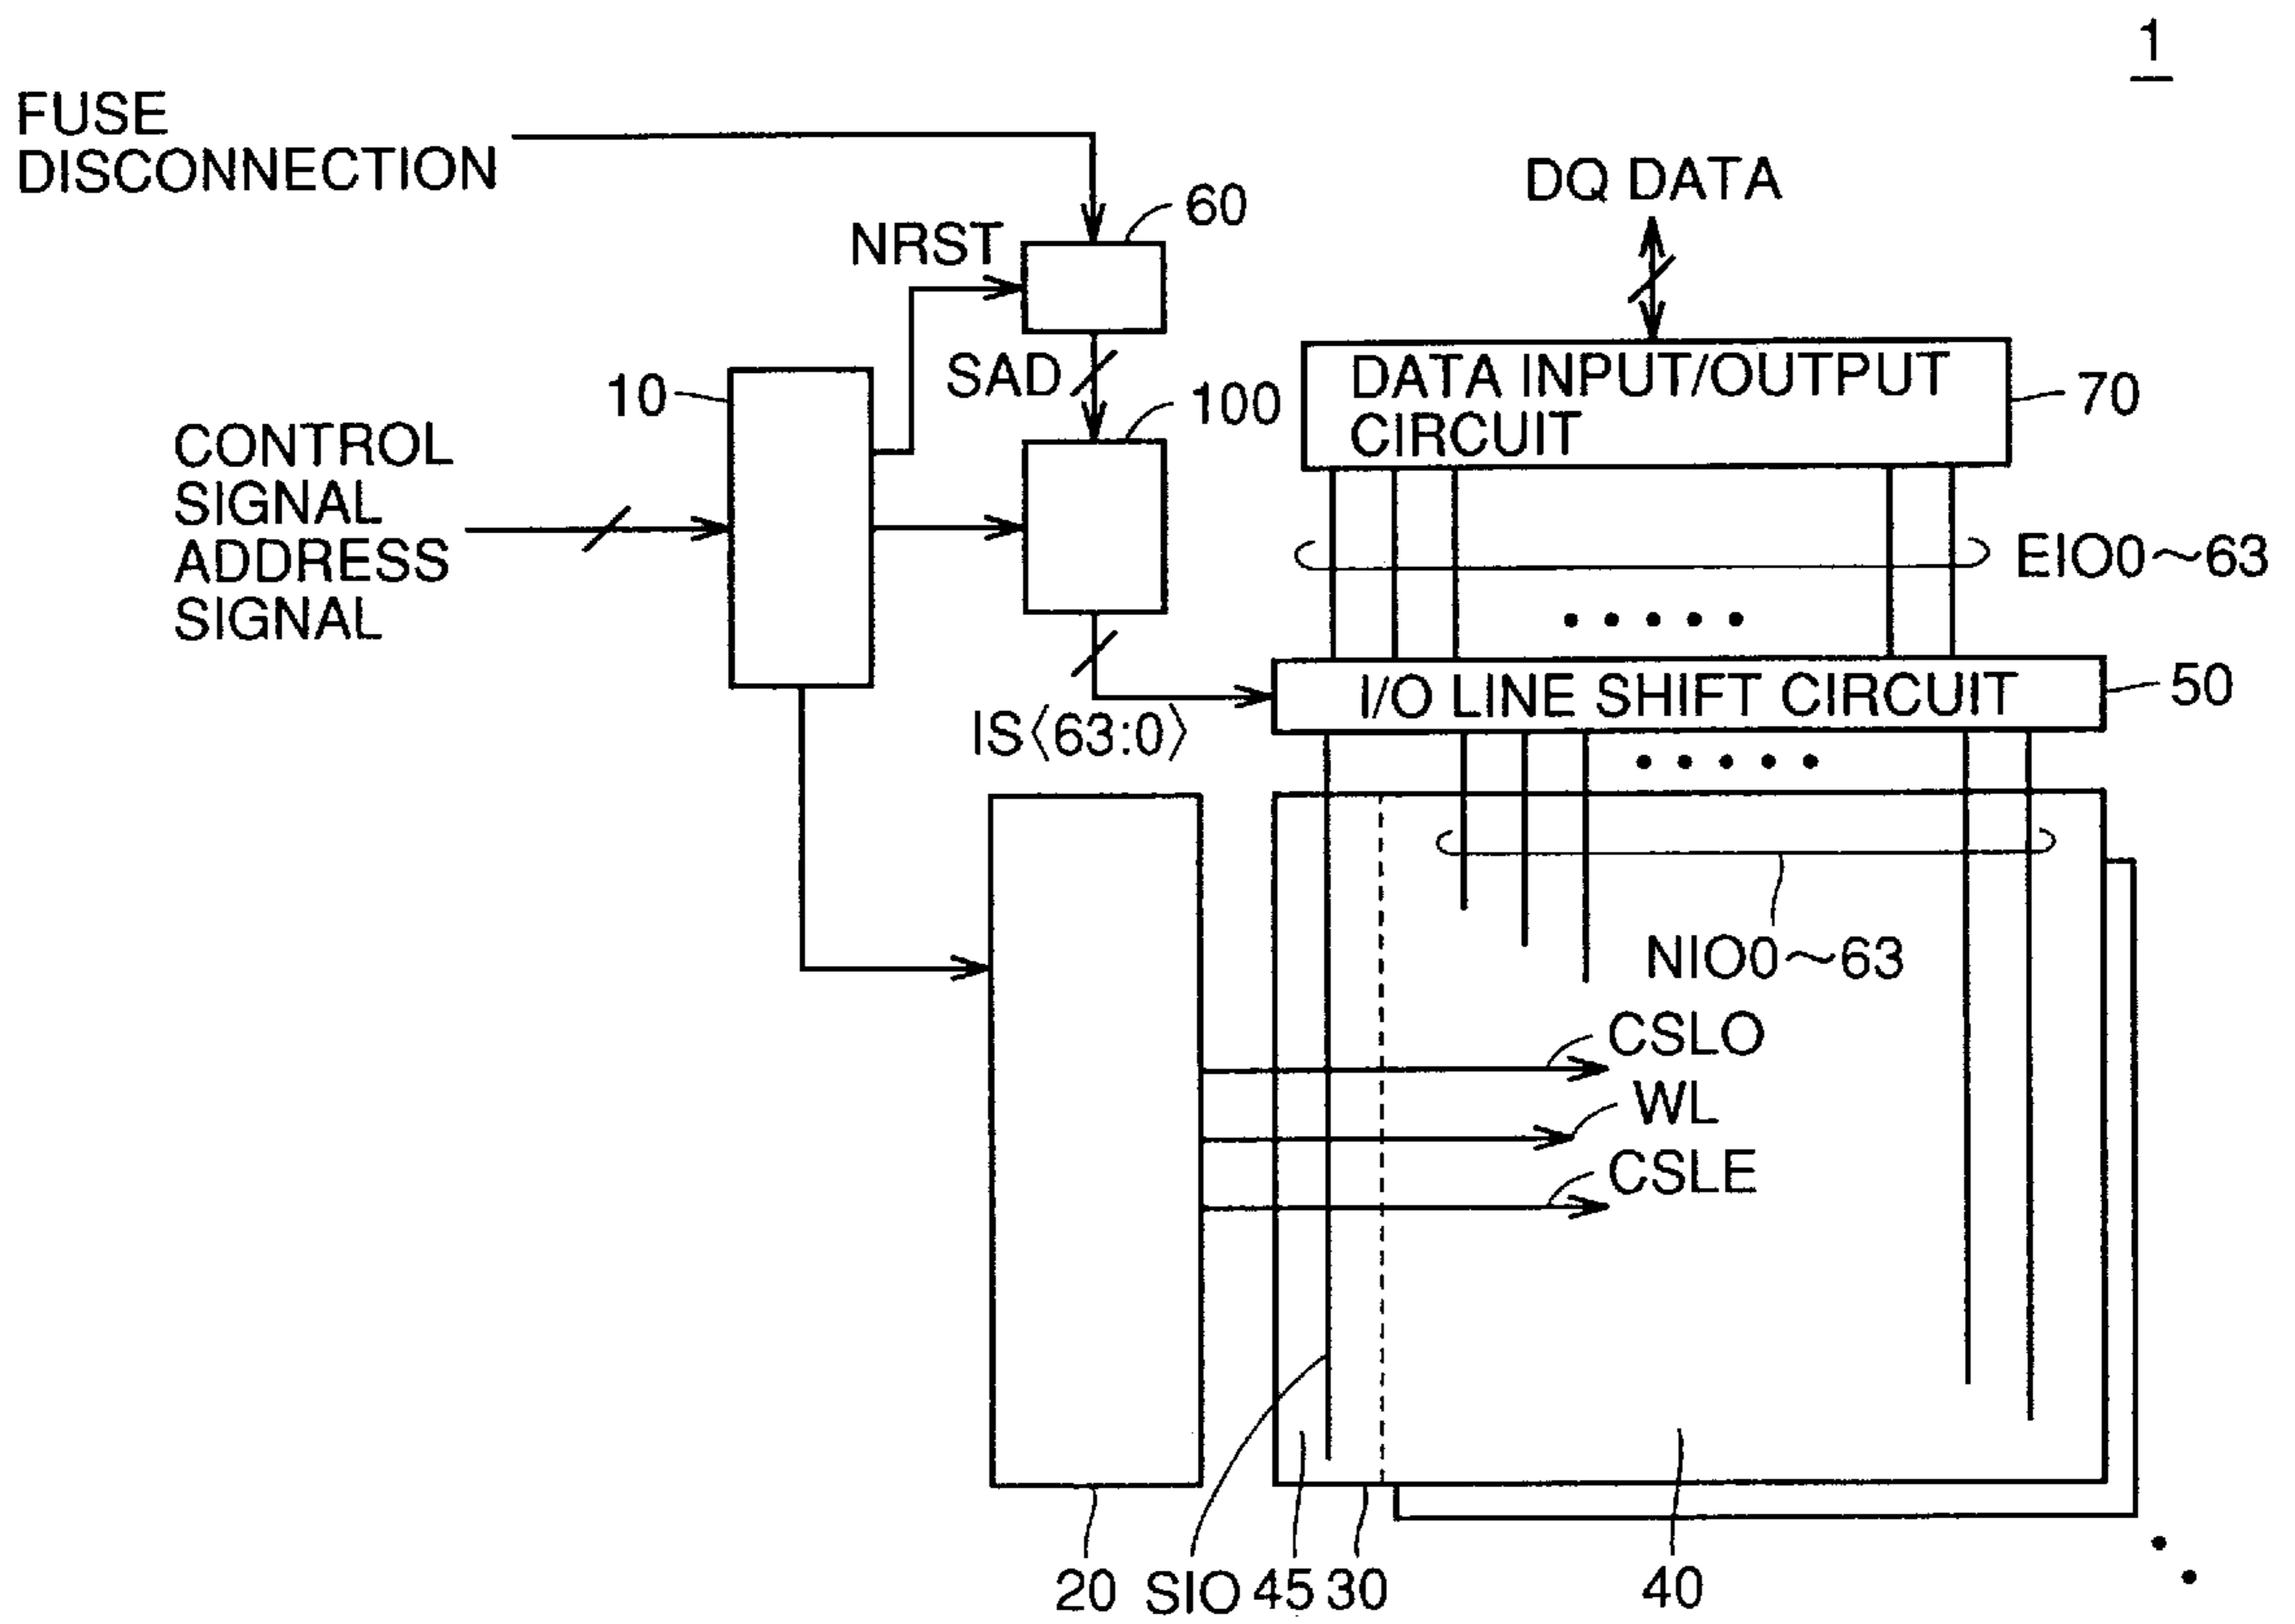 1
FUSE
DISCONNECTION
DQ DATA
60
NRST
SAD
10
100
DATA INPUT/OUTPUT
CIRCUIT
70
CONTROL
SIGNAL
ADDRESS
SIGNAL
EIO0~63
I/O LINE SHIFT CIRCUIT
50
IS⟨63:0⟩
NIO0~63
CSLO
WL
CSLE
20
SIO
45
30
40